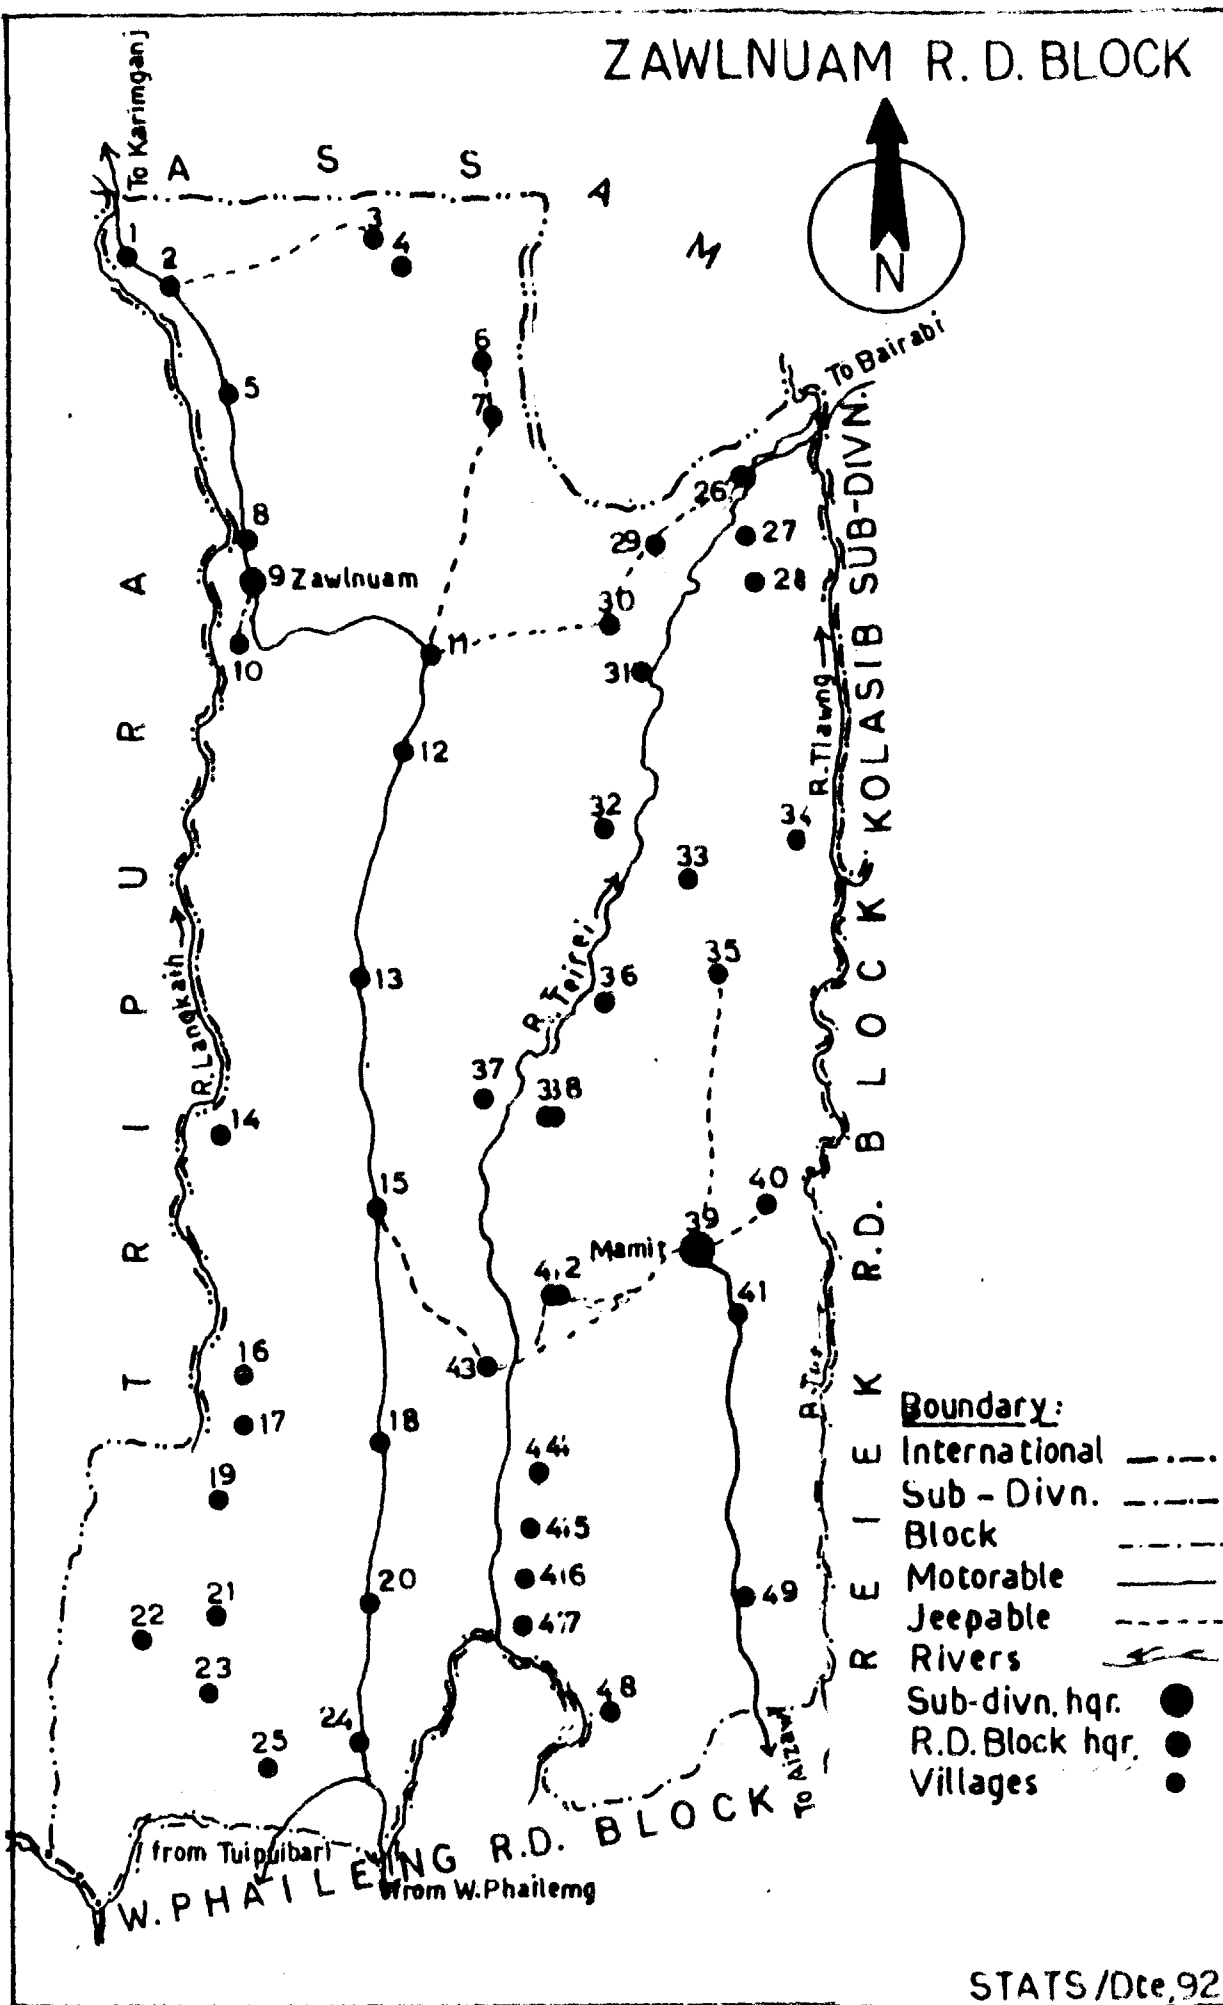 ZAWLNUAM R.D. BLOCK
To Karimganj
A S S A M
N
To Bairabi
1
2
3
4
5
6
7
8
9 Zawlnuam
10
11
12
13
14
15
16
17
18
19
20
21
22
23
24
25
26
27
28
29
30
31
32
33
34
35
36
37
38
39
Mamit
40
41
42
43
44
45
46
47
48
49
TRIPURA
R.Langkaih
R.Teirei
R.Tlawng
R.Tut
KOLASIB SUB-DIVN.
REIEK R.D. BLOCK
Boundary:
International
Sub-Divn.
Block
Motorable
Jeepable
Rivers
Sub-divn.hqr.
R.D.Block hqr.
Villages
To Aizawl
from Tuipuibari
W.PHAILENG R.D. BLOCK
from W.Phailemg
STATS/Dte,92